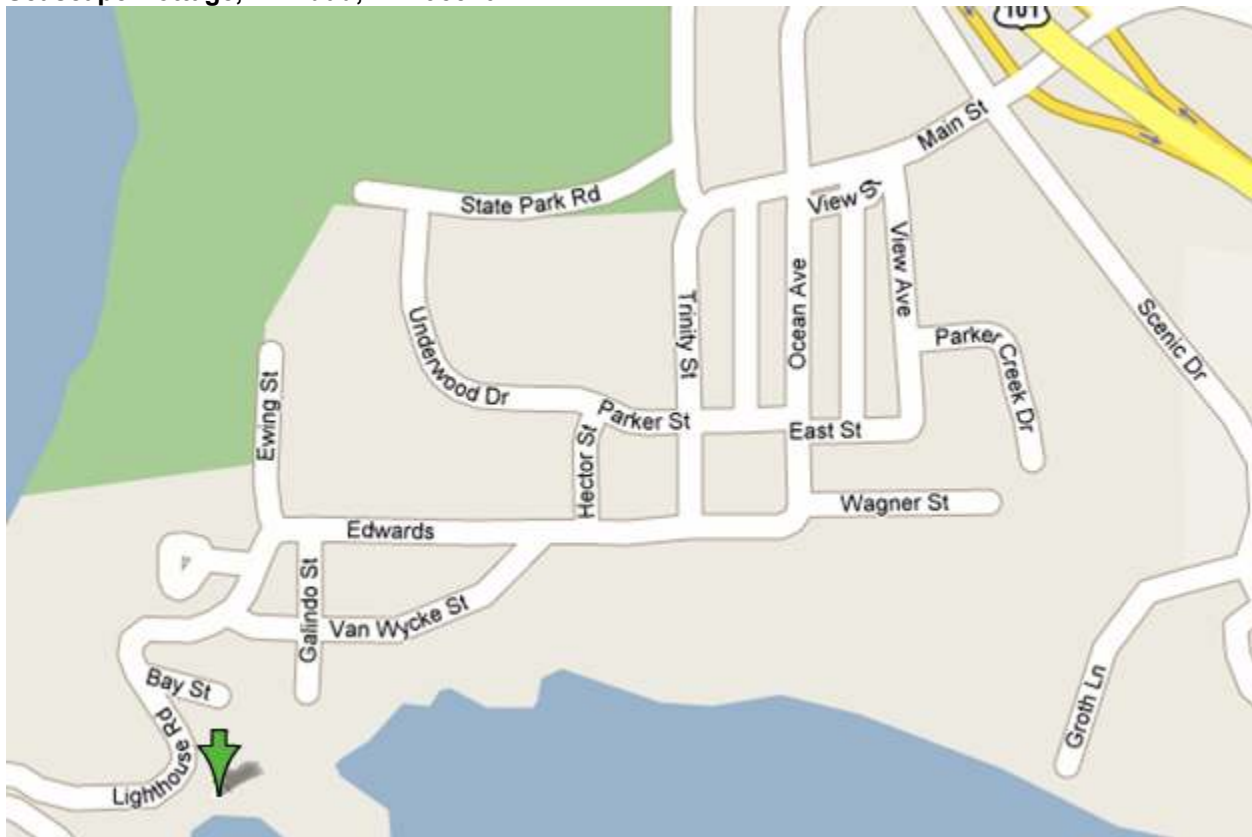 101
Main St
State Park Rd
View St
View Ave
Ocean Ave
Trinity St
Scenic Dr
Underwood Dr
Parker Creek Dr
Ewing St
Parker St
East St
Hector St
Wagner St
Edwards
Galindo St
Van Wycke St
Bay St
Groth Ln
Lighthouse Rd